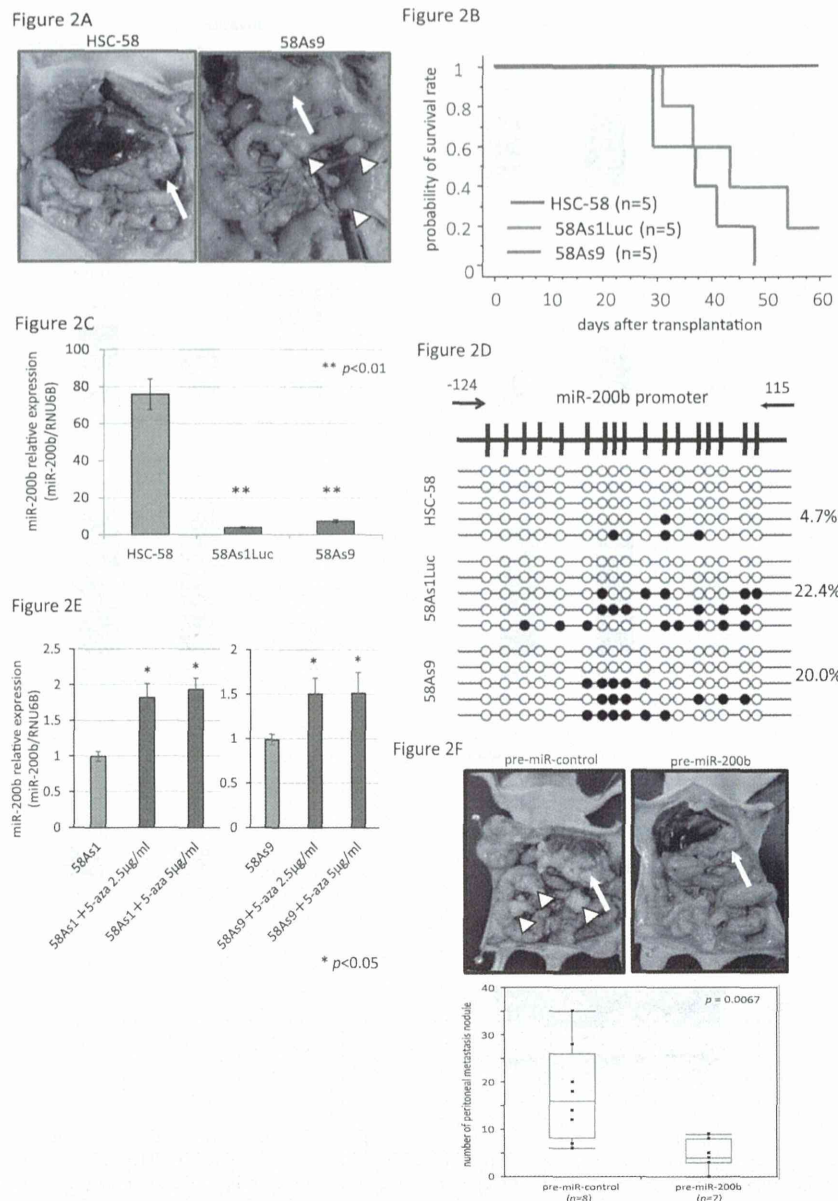 Figure 2A
HSC-58
58As9
Figure 2B
probability of survival rate
1
0.8
0.6
0.4
0.2
0
HSC-58 (n=5)
58As1Luc (n=5)
58As9 (n=5)
0 10 20 30 40 50 60
days after transplantation
Figure 2C
miR-200b relative expression
(miR-200b/RNU6B)
100
80
60
40
20
0
** p<0.01
**
**
HSC-58 58As1Luc 58As9
Figure 2D
-124
miR-200b promoter
115
HSC-58
4.7%
58As1Luc
22.4%
58As9
20.0%
Figure 2E
miR-200b relative expression
(miR-200b/RNU6B)
2.5
2
1.5
1
0.5
0
*
*
58As1
58As1+5-aza 2.5μg/ml
58As1+5-aza 5μg/ml
2
1.5
1
0.5
0
*
*
58As9
58As9+5-aza 2.5μg/ml
58As9+5-aza 5μg/ml
* p<0.05
Figure 2F
pre-miR-control
pre-miR-200b
number of peritoneal metastasis nodule
40
30
20
10
0
p = 0.0067
pre-miR-control
(n=8)
pre-miR-200b
(n=7)